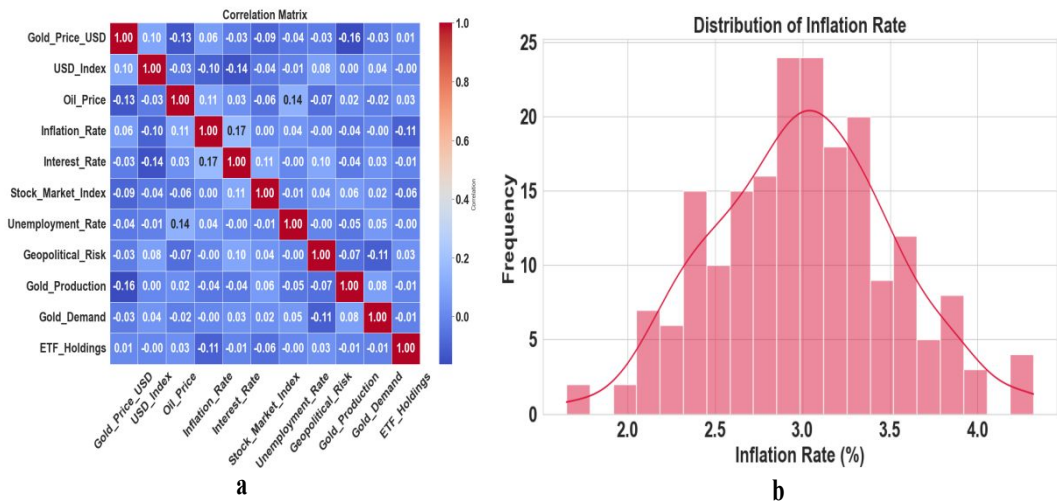 Correlation Matrix
Gold_Price_USD 1.00 0.10 -0.13 0.06 -0.03 -0.09 -0.04 -0.03 -0.16 -0.03 0.01
USD_Index 0.10 1.00 -0.03 -0.10 -0.14 -0.04 -0.01 0.08 0.00 0.04 -0.00
Oil_Price -0.13 -0.03 1.00 0.11 0.03 -0.06 0.14 -0.07 0.02 -0.02 0.03
Inflation_Rate 0.06 -0.10 0.11 1.00 0.17 0.00 0.04 -0.00 -0.04 -0.00 -0.11
Interest_Rate -0.03 -0.14 0.03 0.17 1.00 0.11 -0.00 0.10 -0.04 0.03 -0.01
Stock_Market_Index -0.09 -0.04 -0.06 0.00 0.11 1.00 -0.01 0.04 0.06 0.02 -0.06
Unemployment_Rate -0.04 -0.01 0.14 0.04 -0.00 -0.01 1.00 -0.00 -0.05 0.05 -0.00
Geopolitical_Risk -0.03 0.08 -0.07 -0.00 0.10 0.04 -0.00 1.00 -0.07 -0.11 0.03
Gold_Production -0.16 0.00 0.02 -0.04 -0.04 0.06 -0.05 -0.07 1.00 0.08 -0.01
Gold_Demand -0.03 0.04 -0.02 -0.00 0.03 0.02 0.05 -0.11 0.08 1.00 -0.01
ETF_Holdings 0.01 -0.00 0.03 -0.11 -0.01 -0.06 -0.00 0.03 -0.01 -0.01 1.00
Gold_Price_USD
USD_Index
Oil_Price
Inflation_Rate
Interest_Rate
Stock_Market_Index
Unemployment_Rate
Geopolitical_Risk
Gold_Production
Gold_Demand
ETF_Holdings
1.0
0.8
0.6
0.4
0.2
0.0
Correlation
a
Distribution of Inflation Rate
25
20
15
10
5
0
Frequency
2.0 2.5 3.0 3.5 4.0
Inflation Rate (%)
b